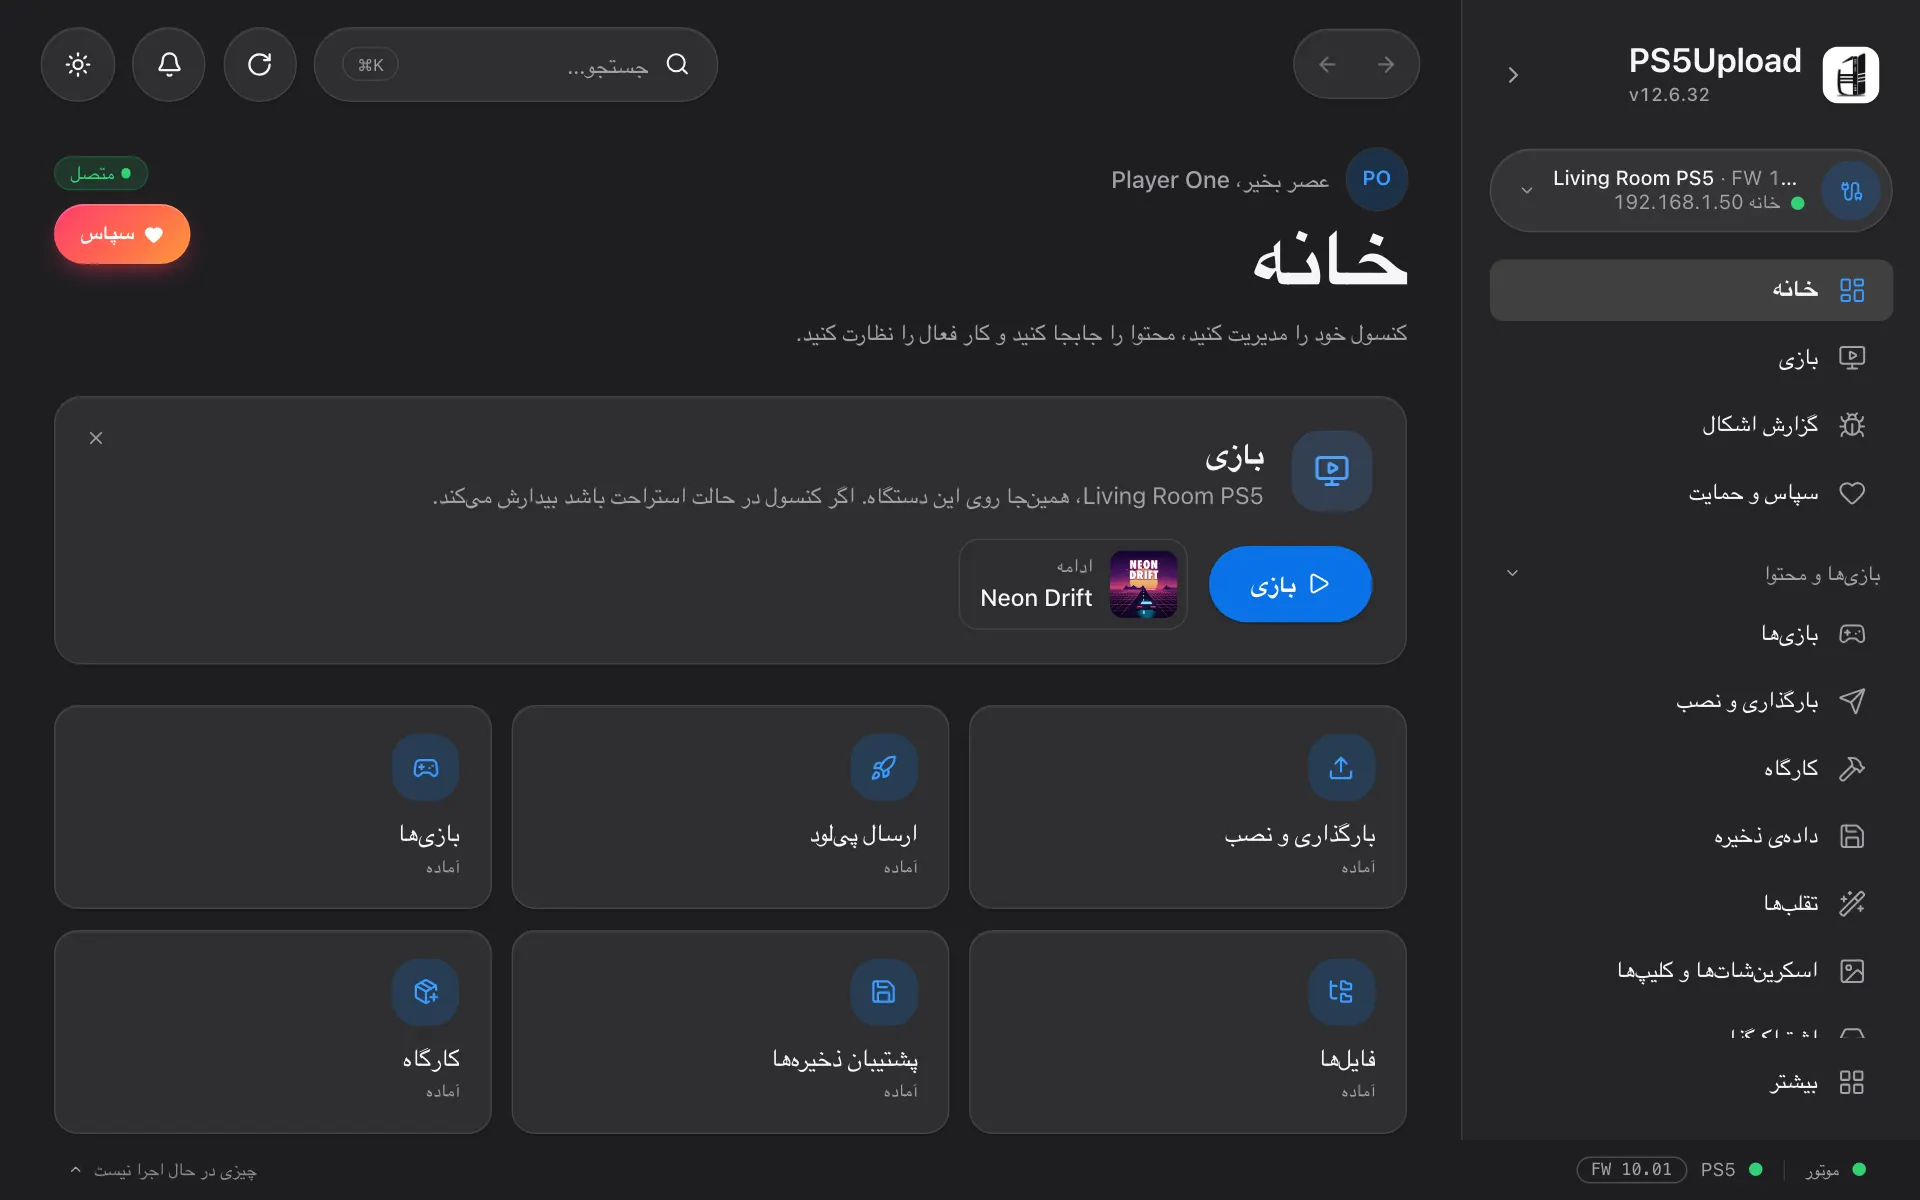 PS5Upload
v12.6.32
Living Room PS5 · FW 1...
خانه 192.168.1.50
خانه
بازی
گزارش اشکال
سپاس و حمایت
بازی‌ها و محتوا
بازی‌ها
بارگذاری و نصب
کارگاه
داده‌ی ذخیره
تقلب‌ها
اسکرین‌شات‌ها و کلیپ‌ها
بیشتر
جستجو...
⌘K
PO
عصر بخیر، Player One
متصل
سپاس
خانه
کنسول خود را مدیریت کنید، محتوا را جابجا کنید و کار فعال را نظارت کنید.
بازی
Living Room PS5، همین‌جا روی این دستگاه. اگر کنسول در حالت استراحت باشد بیدارش می‌کند.
بازی
NEON
DRIFT
ادامه
Neon Drift
بارگذاری و نصب
آماده
ارسال پی‌لود
آماده
بازی‌ها
آماده
فایل‌ها
آماده
پشتیبان ذخیره‌ها
آماده
کارگاه
آماده
موتور
PS5
FW 10.01
چیزی در حال اجرا نیست